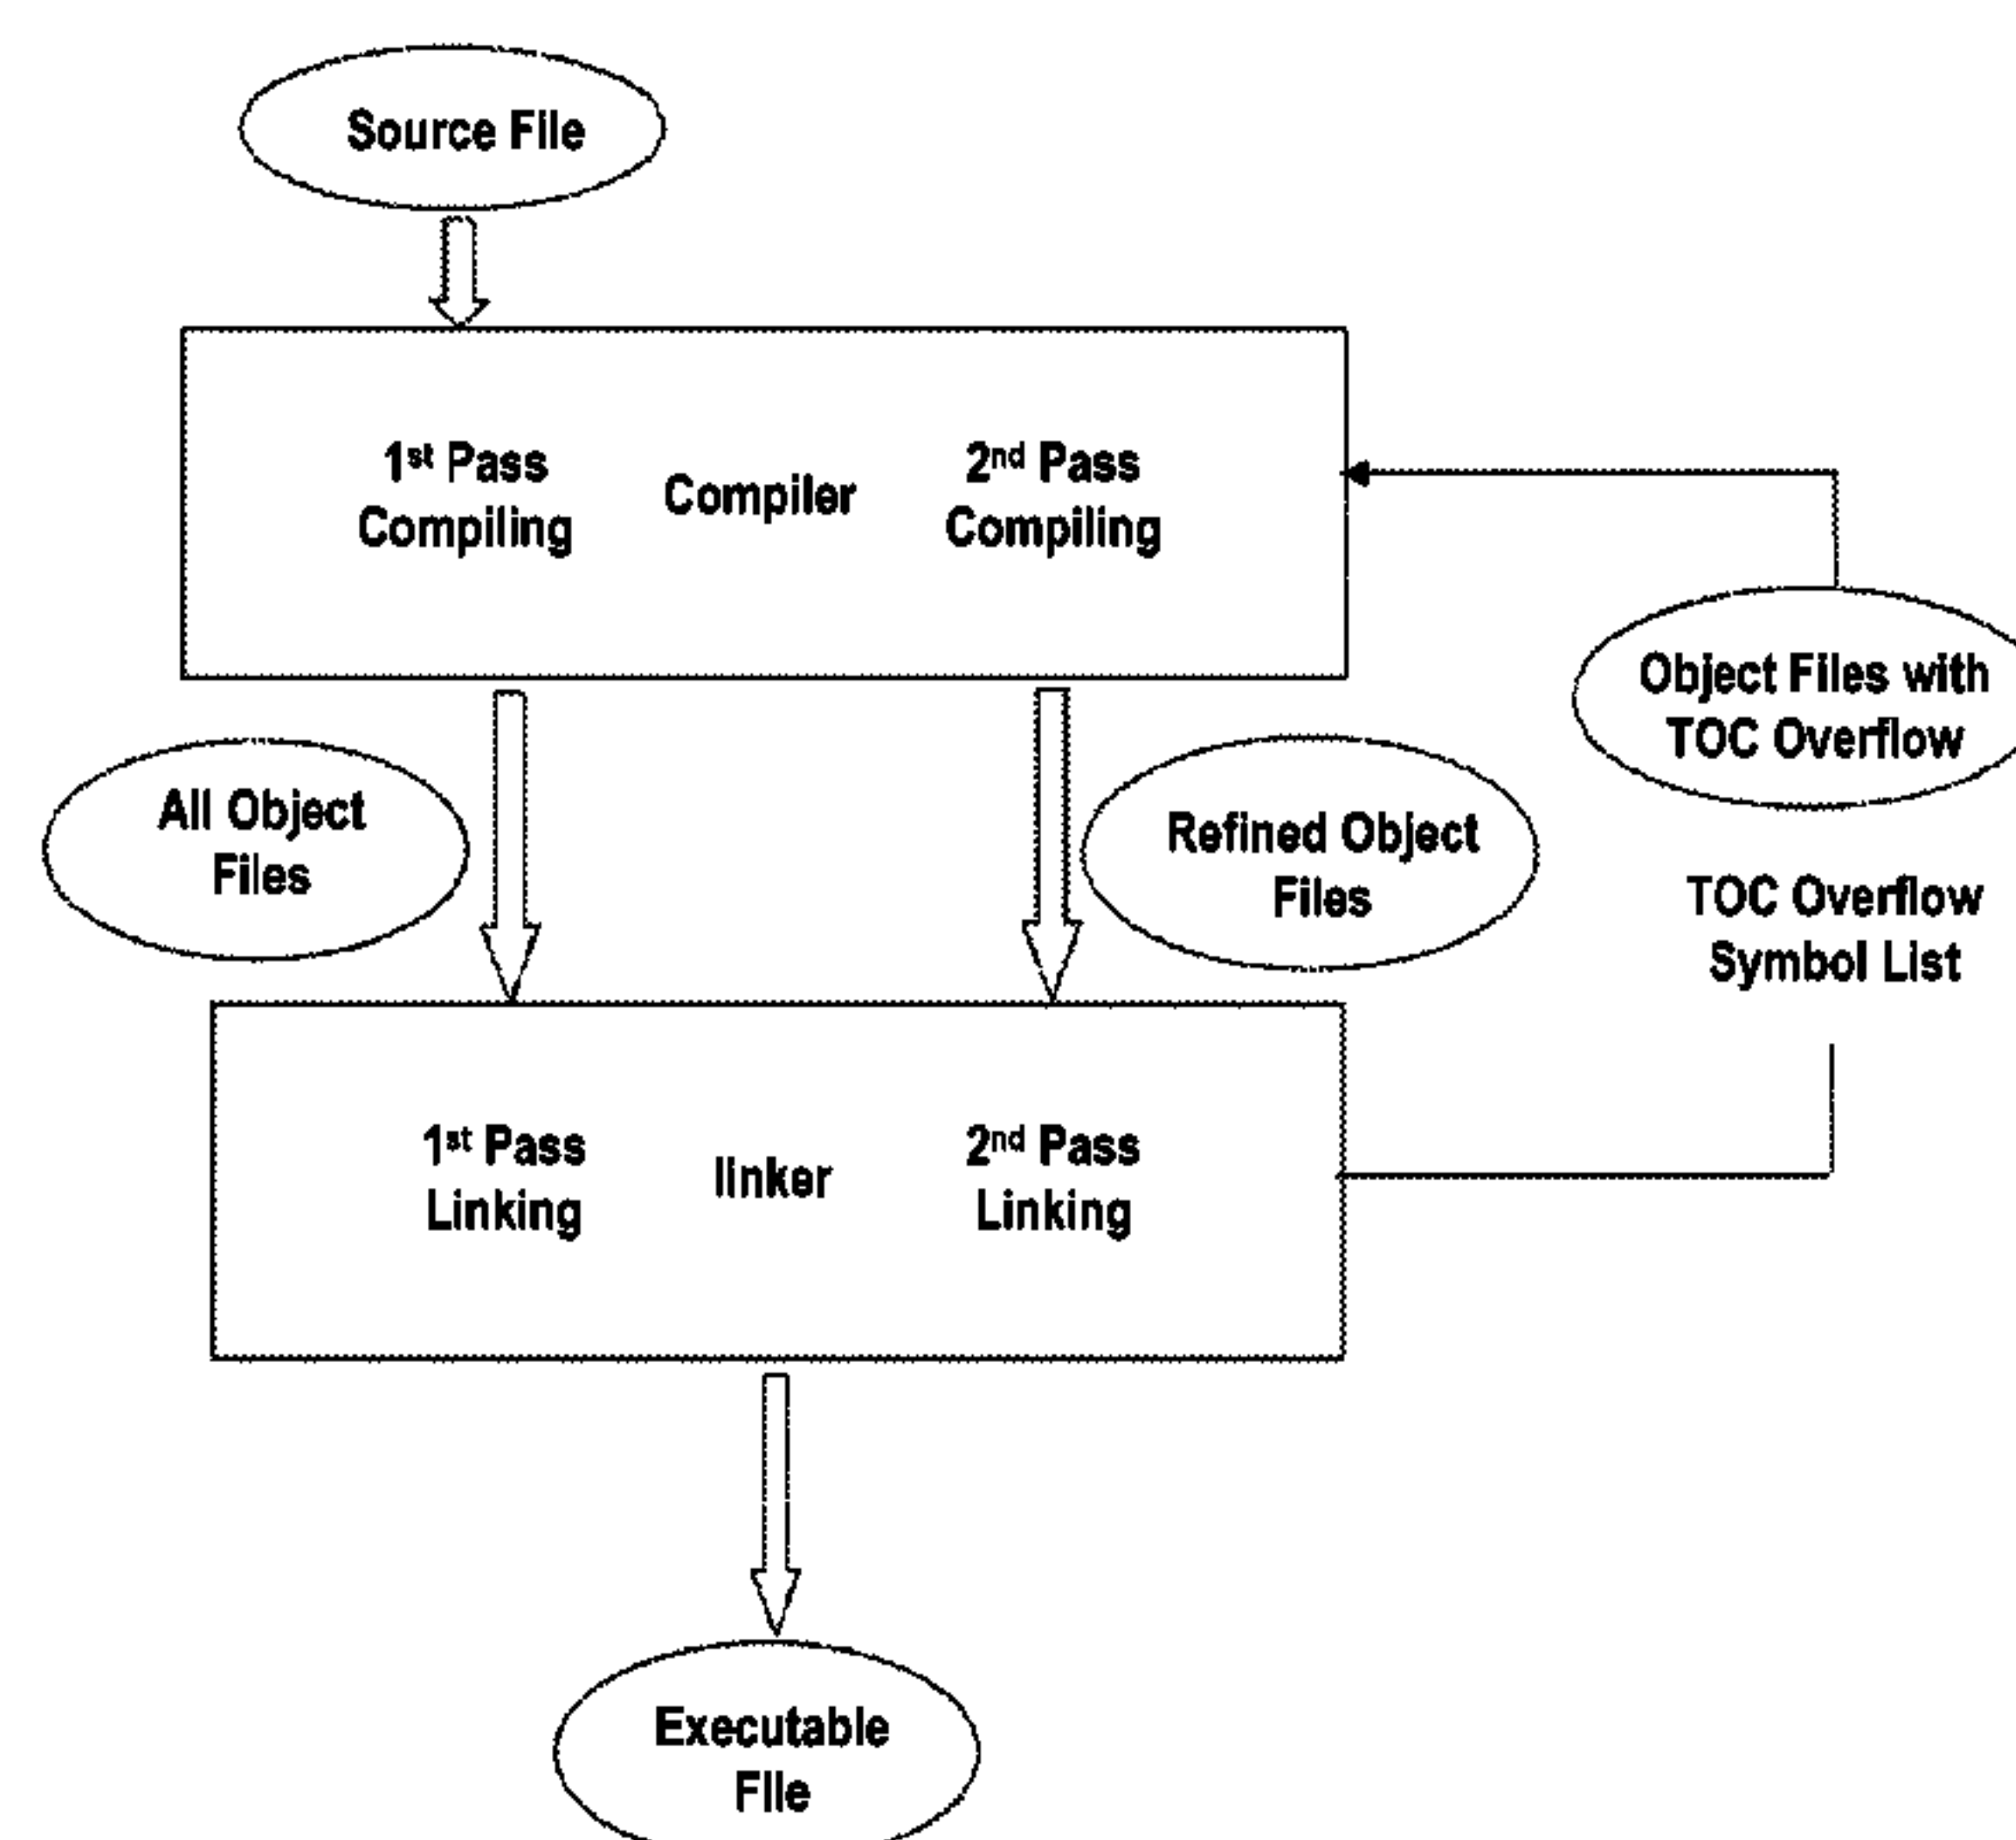 Source File
1st Pass
Compiling
Compiler
2nd Pass
Compiling
Object Files with
TOC Overflow
All Object
Files
Refined Object
Files
TOC Overflow
Symbol List
1st Pass
Linking
linker
2nd Pass
Linking
Executable
File